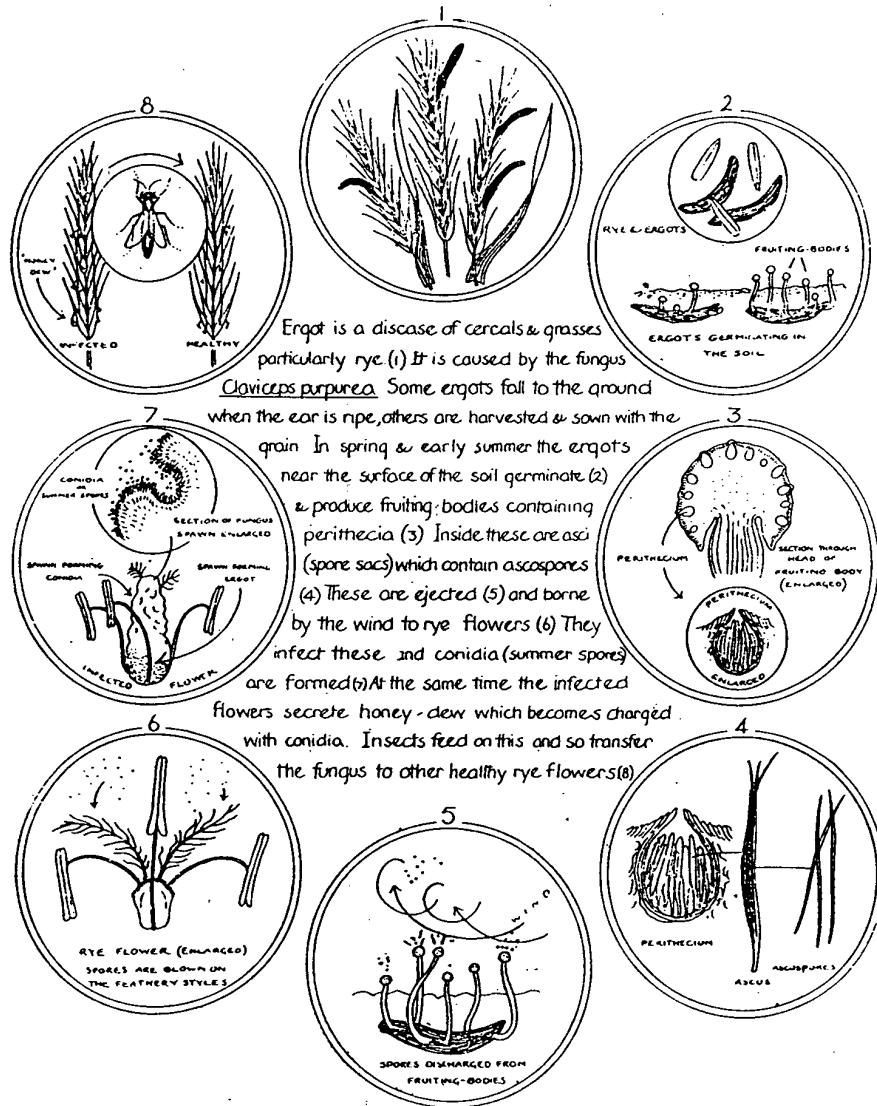 1
8
2
"HONEY
DEW"
INFECTED
HEALTHY
RYE & ERGOTS
FRUITING-BODIES
ERGOTS GERMINATING IN
THE SOIL
Ergot is a disease of cereals & grasses
particularly rye (1) It is caused by the fungus
Claviceps purpurea Some ergots fall to the ground
when the ear is ripe, others are harvested & sown with the
grain In spring & early summer the ergots
near the surface of the soil germinate (2)
& produce fruiting-bodies containing
perithecia (3) Inside these are asci
(spore sacs) which contain ascospores
(4) These are ejected (5) and borne
by the wind to rye flowers (6) They
infect these and conidia (summer spores)
are formed (7) At the same time the infected
flowers secrete honey-dew which becomes charged
with conidia. Insects feed on this and so transfer
the fungus to other healthy rye flowers (8)
7
CONIDIA
OR
SUMMER SPORES
SECTION OF FUNGUS
SPAWN ENLARGED
SPAWN FORMING
CONIDIA
SPAWN FORMING
ERGOT
INFECTED FLOWER
3
PERITHECIUM
SECTION THROUGH
HEAD OF
FRUITING BODY
(ENLARGED)
PERITHECIUM
ENLARGED
6
RYE FLOWER (ENLARGED)
SPORES ARE BLOWN ON
THE FEATHERY STYLES
5
WIND
SPORES DISCHARGED FROM
FRUITING-BODIES
4
PERITHECIUM
ASCUS
ASCOSPORES